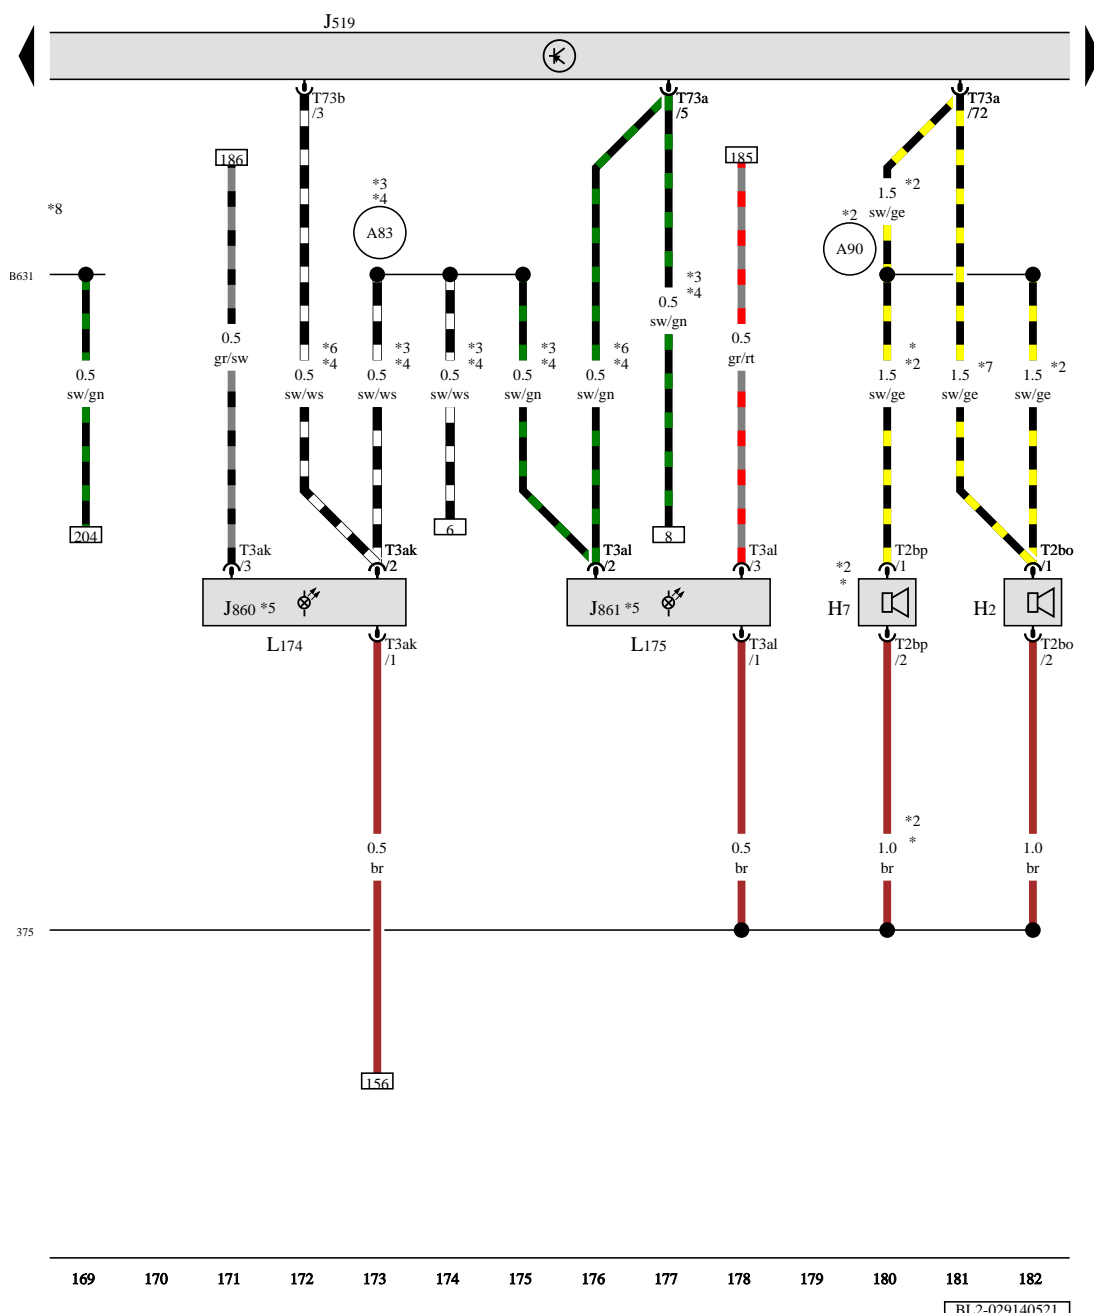 J519
T73b
/3
T73a
/5
T73a
/72
186
185
*3
*4
*8
A83
*2
1.5
sw/ge
*2
A90
B631
*3
*4
0.5
sw/gn
0.5
gr/sw
0.5
gr/rt
*6
*4
*3
*4
*3
*4
*3
*4
*6
*4
*
*2
*7
*2
0.5
sw/gn
0.5
sw/ws
0.5
sw/ws
0.5
sw/ws
0.5
sw/gn
0.5
sw/gn
1.5
sw/ge
1.5
sw/ge
1.5
sw/ge
204
6
8
T3ak
/3
T3ak
/2
T3al
/2
T3al
/3
T2bp
/1
T2bo
/1
*2
*
J860 *5
J861 *5
H7
H2
L174
L175
T3ak
/1
T3al
/1
T2bp
/2
T2bo
/2
*2
*
0.5
br
0.5
br
1.0
br
1.0
br
375
156
169 170 171 172 173 174 175 176 177 178 179 180 181 182
BL2-029140521